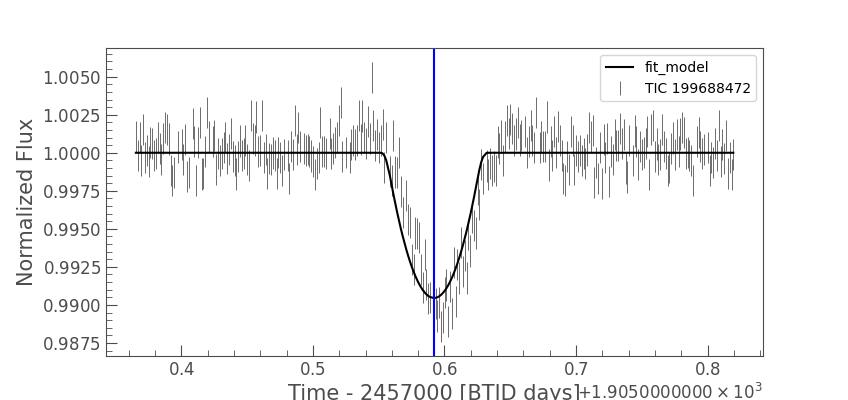 fit_model
TIC 199688472
Normalized Flux
1.0050
1.0025
1.0000
0.9975
0.9950
0.9925
0.9900
0.9875
0.4 0.5 0.6 0.7 0.8
Time - 2457000 [BTJD days]
+1.9050000000 × 10³